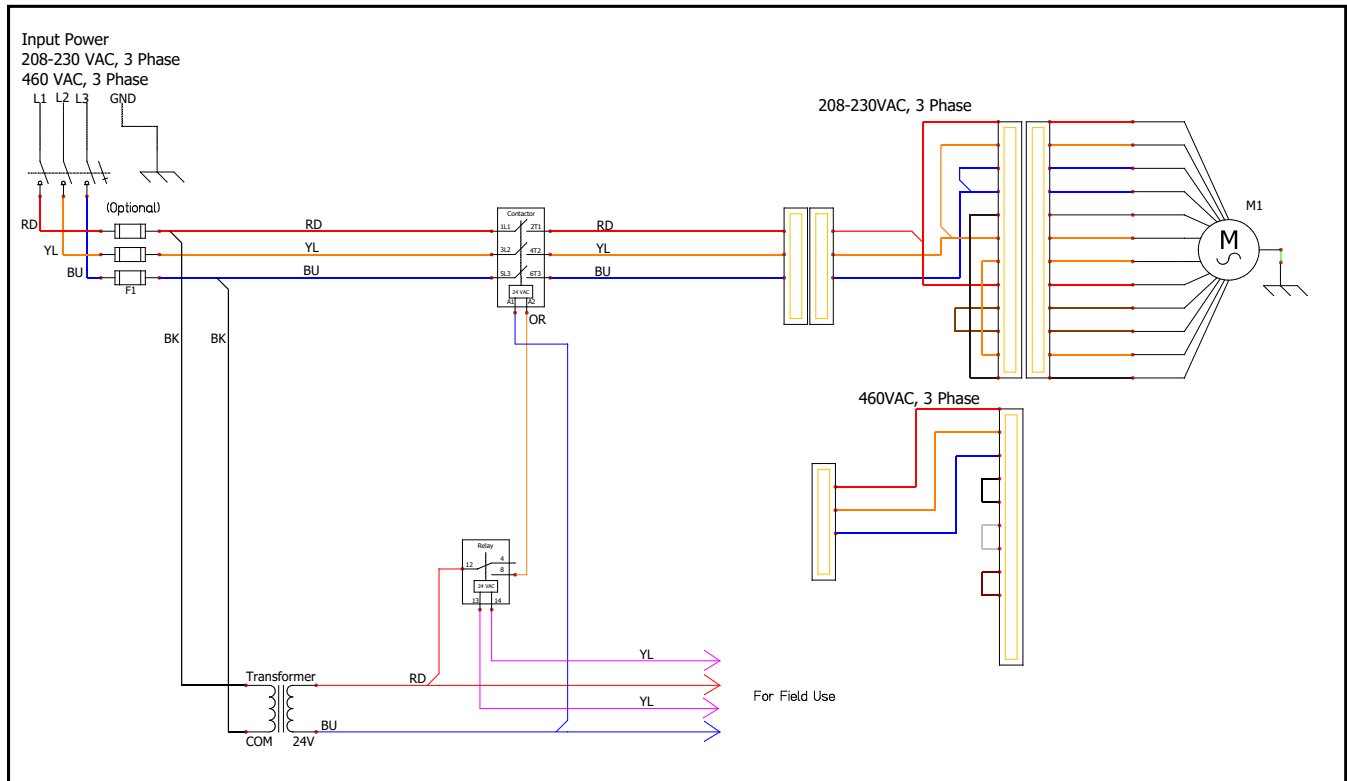 Input Power
208-230 VAC, 3 Phase
460 VAC, 3 Phase
L1 L2 L3 GND
208-230VAC, 3 Phase
(Optional)
RD
YL
BU
F1
RD
YL
BU
Contactor
1L1 2T1
3L2 4T2
5L3 6T3
24 VAC
A1 A2
OR
RD
YL
BU
M1
M
BK
BK
460VAC, 3 Phase
Relay
12
4
8
24 VAC
13 14
Transformer
COM 24V
RD
BU
YL
YL
For Field Use